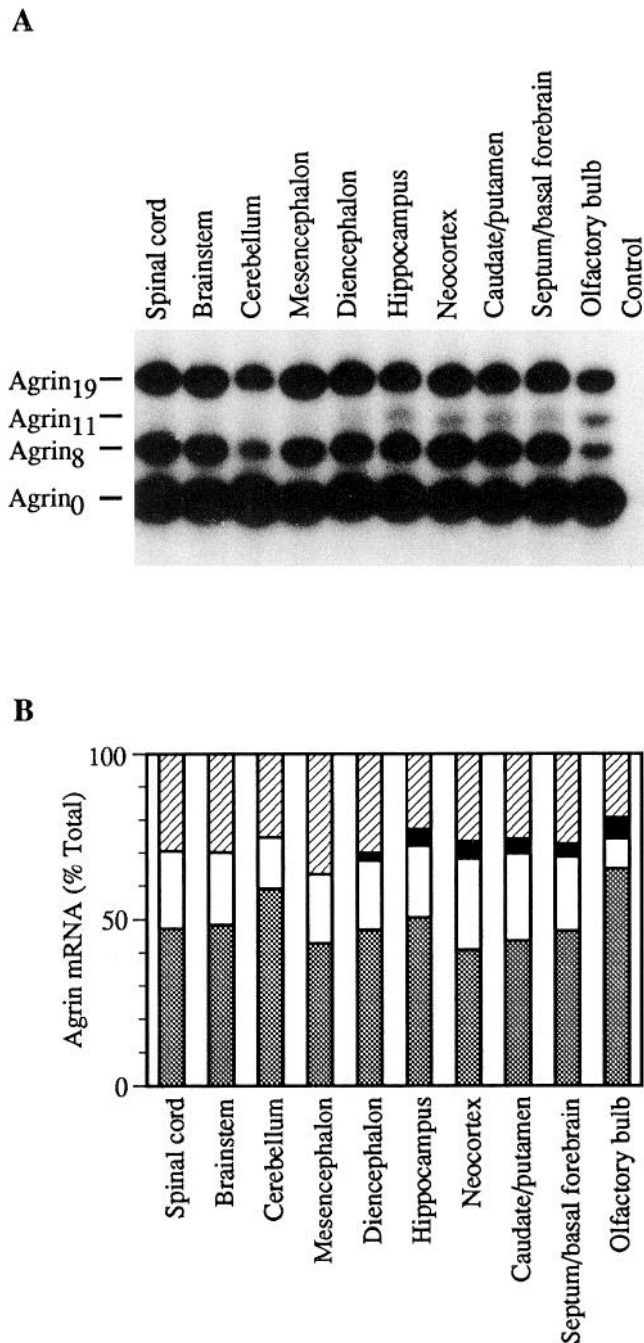 A
Spinal cord
Brainstem
Cerebellum
Mesencephalon
Diencephalon
Hippocampus
Neocortex
Caudate/putamen
Septum/basal forebrain
Olfactory bulb
Control
Agrin19
Agrin11
Agrin8
Agrin0
B
Agrin mRNA (% Total)
100
50
0
Spinal cord
Brainstem
Cerebellum
Mesencephalon
Diencephalon
Hippocampus
Neocortex
Caudate/putamen
Septum/basal forebrain
Olfactory bulb